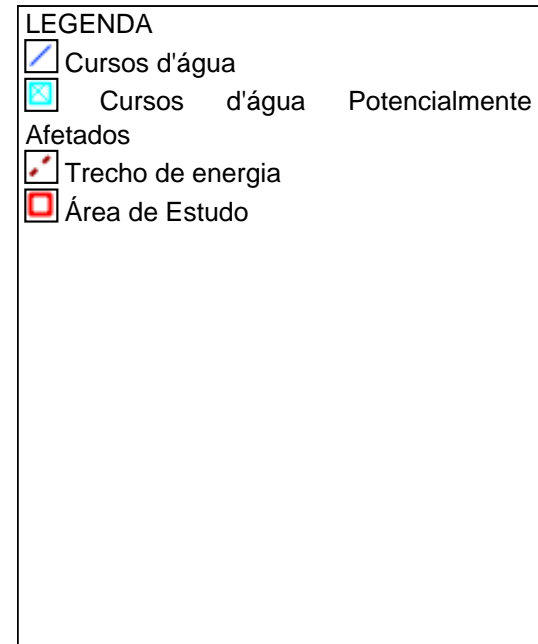 LEGENDA
Cursos d'água
Cursos d'água Potencialmente
Afetados
Trecho de energia
Área de Estudo